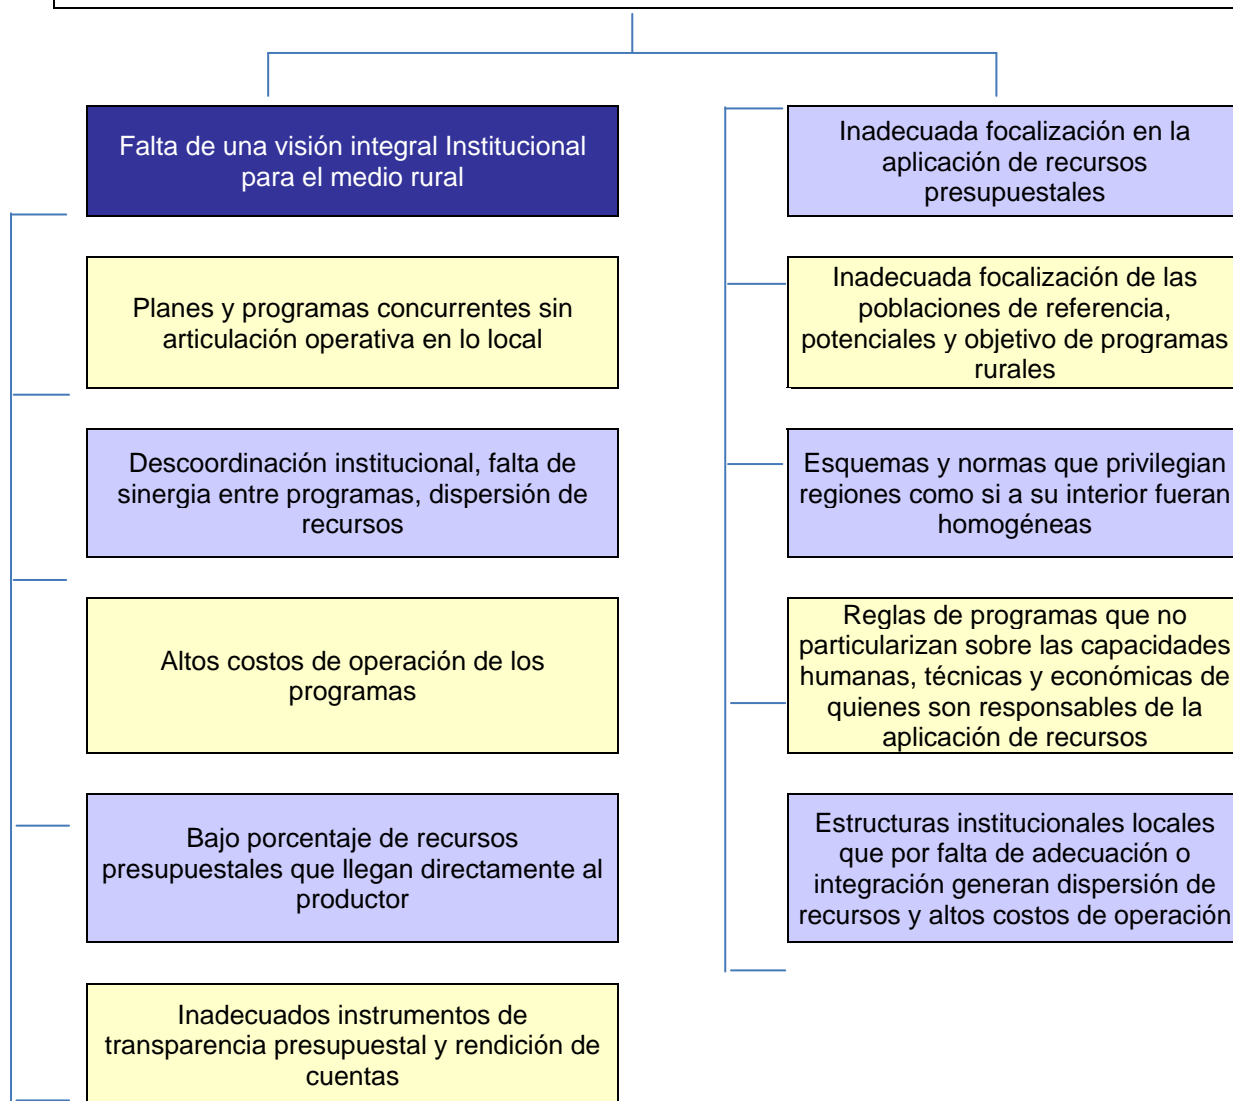 Falta de una visión integral Institucional
para el medio rural
Planes y programas concurrentes sin
articulación operativa en lo local
Descoordinación institucional, falta de
sinergia entre programas, dispersión de
recursos
Altos costos de operación de los
programas
Bajo porcentaje de recursos
presupuestales que llegan directamente al
productor
Inadecuados instrumentos de
transparencia presupuestal y rendición de
cuentas
Inadecuada focalización en la
aplicación de recursos
presupuestales
Inadecuada focalización de las
poblaciones de referencia,
potenciales y objetivo de programas
rurales
Esquemas y normas que privilegian
regiones como si a su interior fueran
homogéneas
Reglas de programas que no
particularizan sobre las capacidades
humanas, técnicas y económicas de
quienes son responsables de la
aplicación de recursos
Estructuras institucionales locales
que por falta de adecuación o
integración generan dispersión de
recursos y altos costos de operación